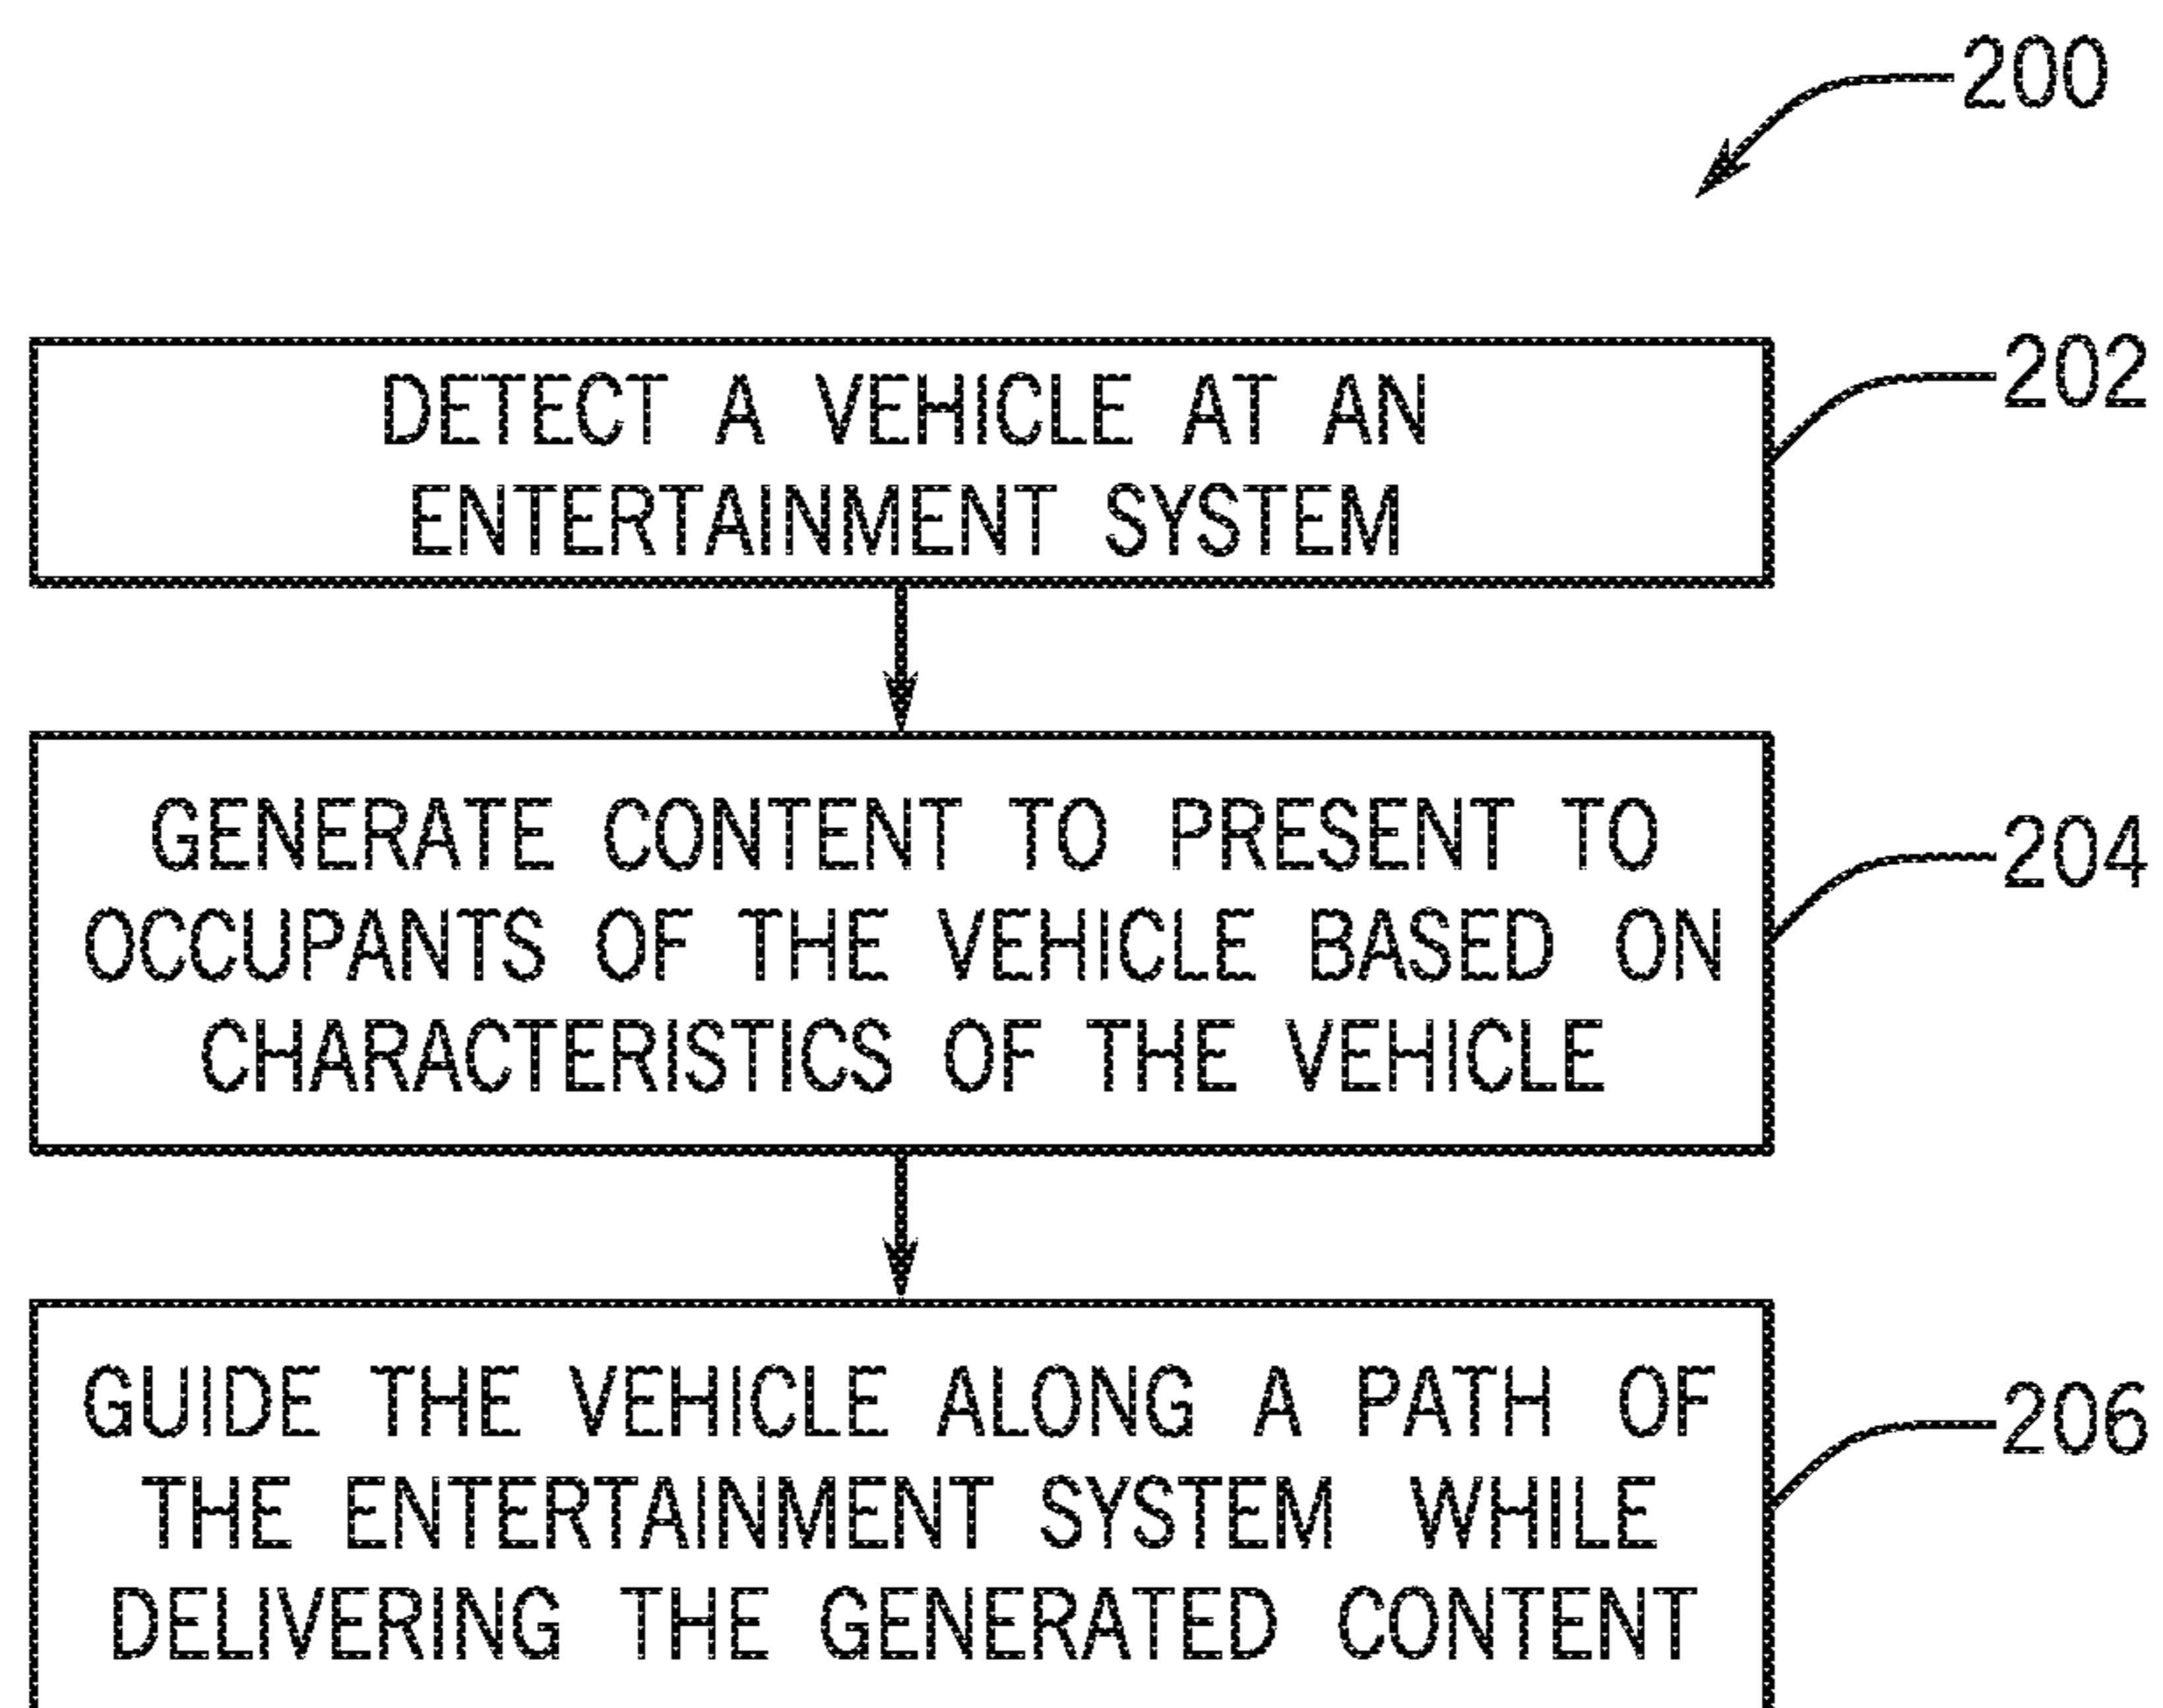 200
DETECT A VEHICLE AT AN
ENTERTAINMENT SYSTEM
202
GENERATE CONTENT TO PRESENT TO
OCCUPANTS OF THE VEHICLE BASED ON
CHARACTERISTICS OF THE VEHICLE
204
GUIDE THE VEHICLE ALONG A PATH OF
THE ENTERTAINMENT SYSTEM WHILE
DELIVERING THE GENERATED CONTENT
206